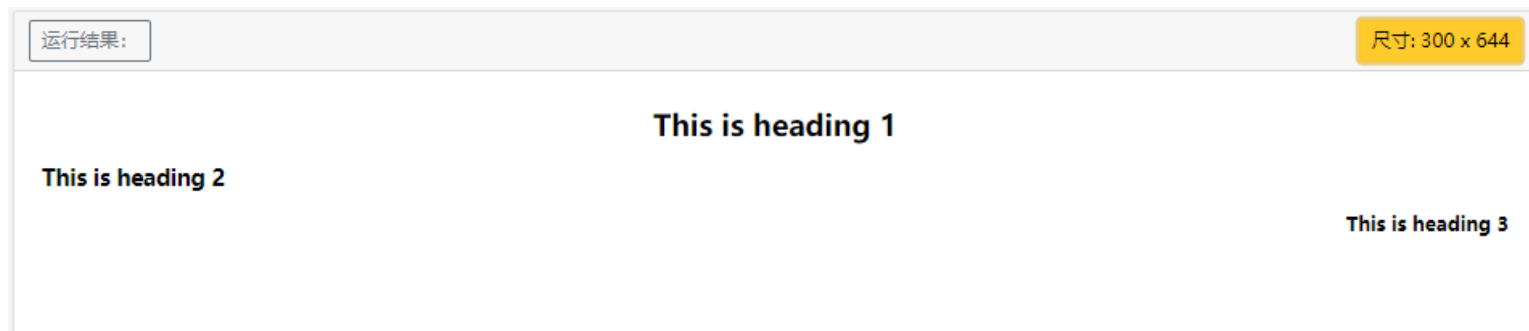 运行结果:
尺寸: 300 x 644
This is heading 1
This is heading 2
This is heading 3